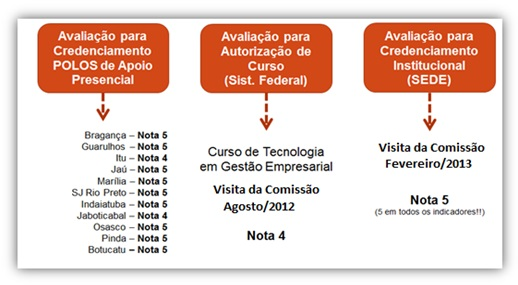 Avaliação para
Credenciamento
POLOS de Apoio
Presencial
Bragança – Nota 5
Guarulhos – Nota 5
Itu – Nota 4
Jaú – Nota 5
Marília – Nota 5
SJ Rio Preto – Nota 5
Indaiatuba – Nota 5
Jaboticabal – Nota 4
Osasco – Nota 5
Pinda – Nota 5
Botucatu – Nota 5
Avaliação para
Autorização de
Curso
(Sist. Federal)
Curso de Tecnologia
em Gestão Empresarial
Visita da Comissão
Agosto/2012
Nota 4
Avaliação para
Credenciamento
Institucional
(SEDE)
Visita da Comissão
Fevereiro/2013
Nota 5
(5 em todos os indicadores!!)